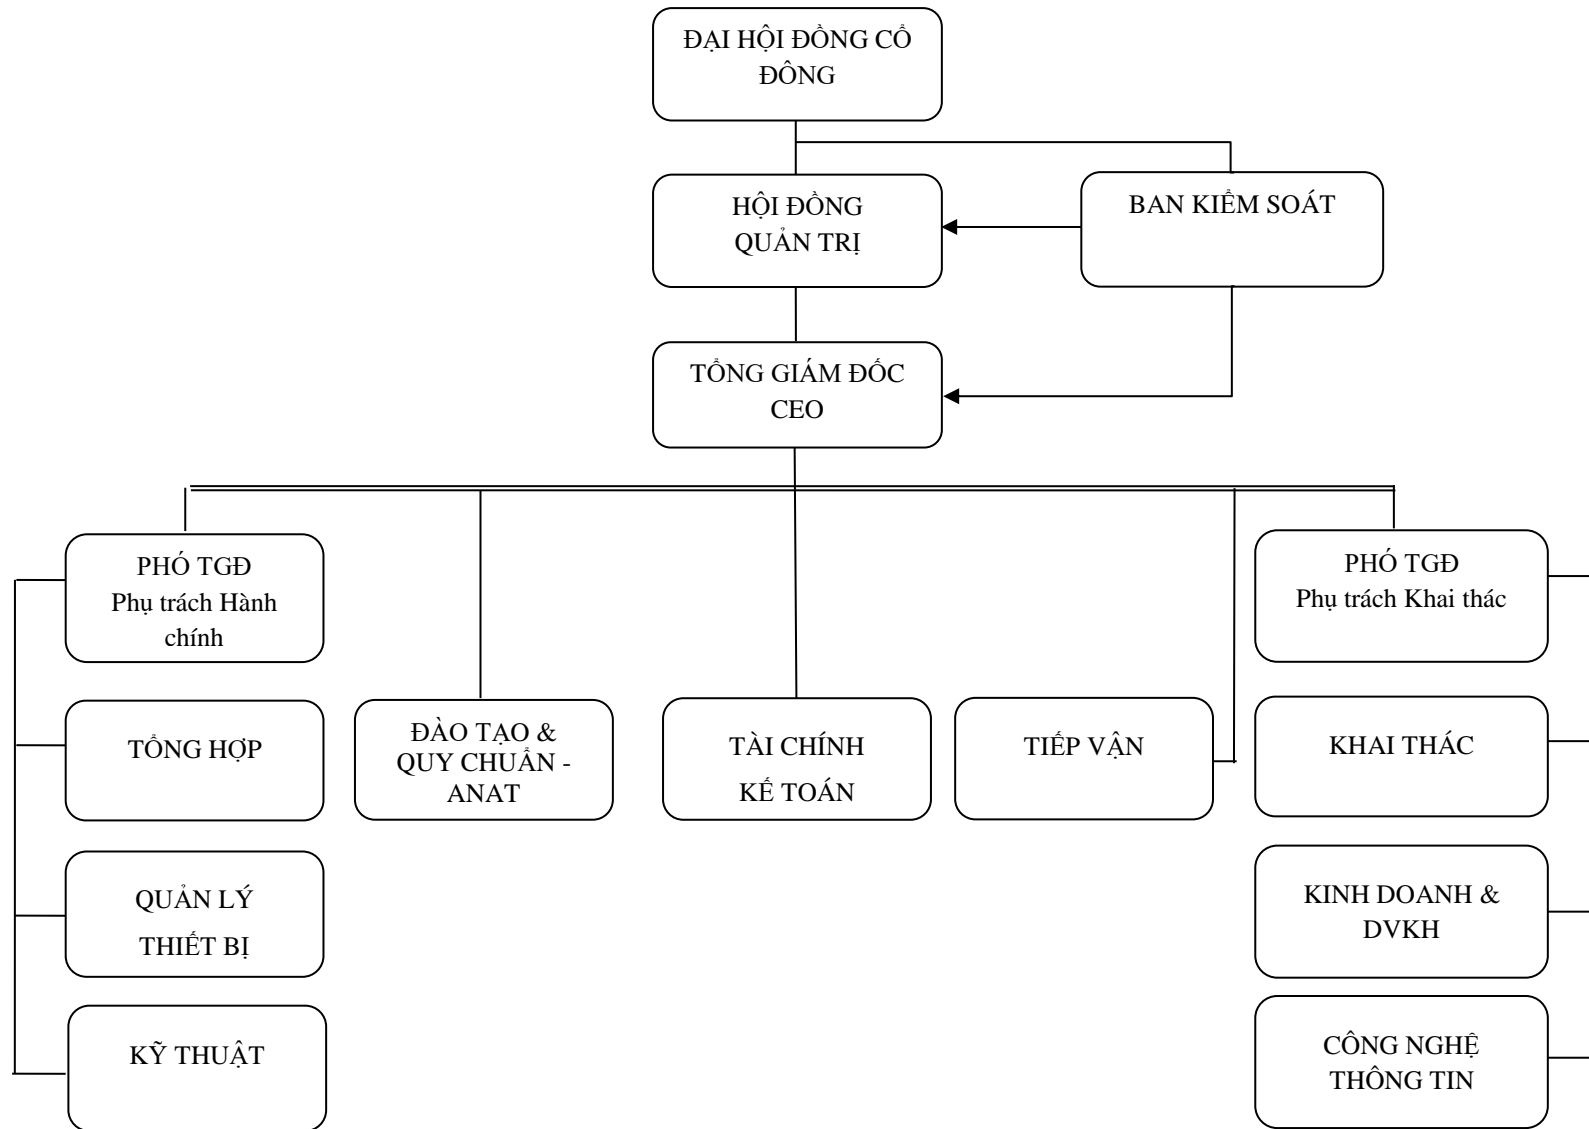 ĐẠI HỘI ĐỒNG CỔ
ĐÔNG
HỘI ĐỒNG
QUẢN TRỊ
BAN KIỂM SOÁT
TỔNG GIÁM ĐỐC
CEO
PHÓ TGĐ
Phụ trách Hành
chính
PHÓ TGĐ
Phụ trách Khai thác
TỔNG HỢP
ĐÀO TẠO &
QUY CHUẨN -
ANAT
TÀI CHÍNH
KẾ TOÁN
TIẾP VẬN
KHAI THÁC
QUẢN LÝ
THIẾT BỊ
KINH DOANH &
DVKH
KỸ THUẬT
CÔNG NGHỆ
THÔNG TIN